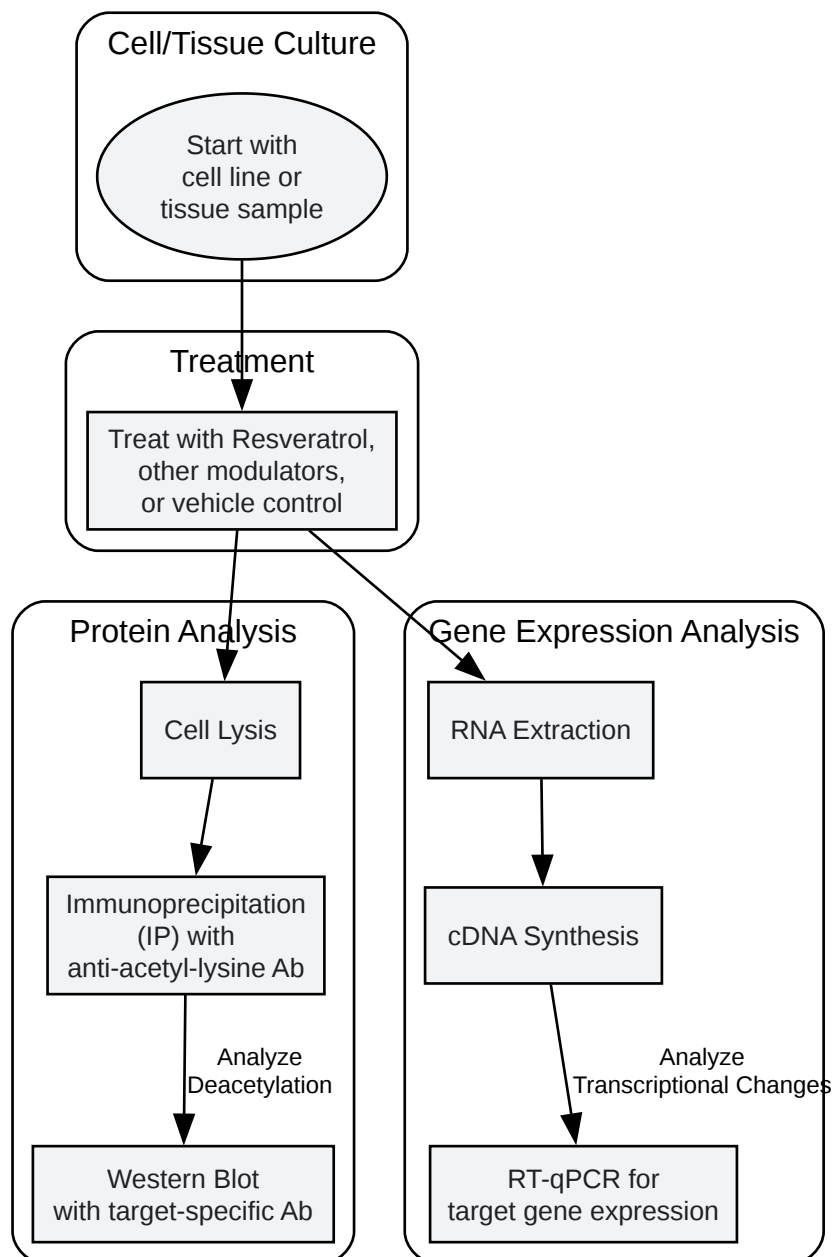 Cell/Tissue Culture
Start with
cell line or
tissue sample
Treatment
Treat with Resveratrol,
other modulators,
or vehicle control
Protein Analysis
Cell Lysis
Immunoprecipitation
(IP) with
anti-acetyl-lysine Ab
Analyze
Deacetylation
Western Blot
with target-specific Ab
Gene Expression Analysis
RNA Extraction
cDNA Synthesis
Analyze
Transcriptional Changes
RT-qPCR for
target gene expression